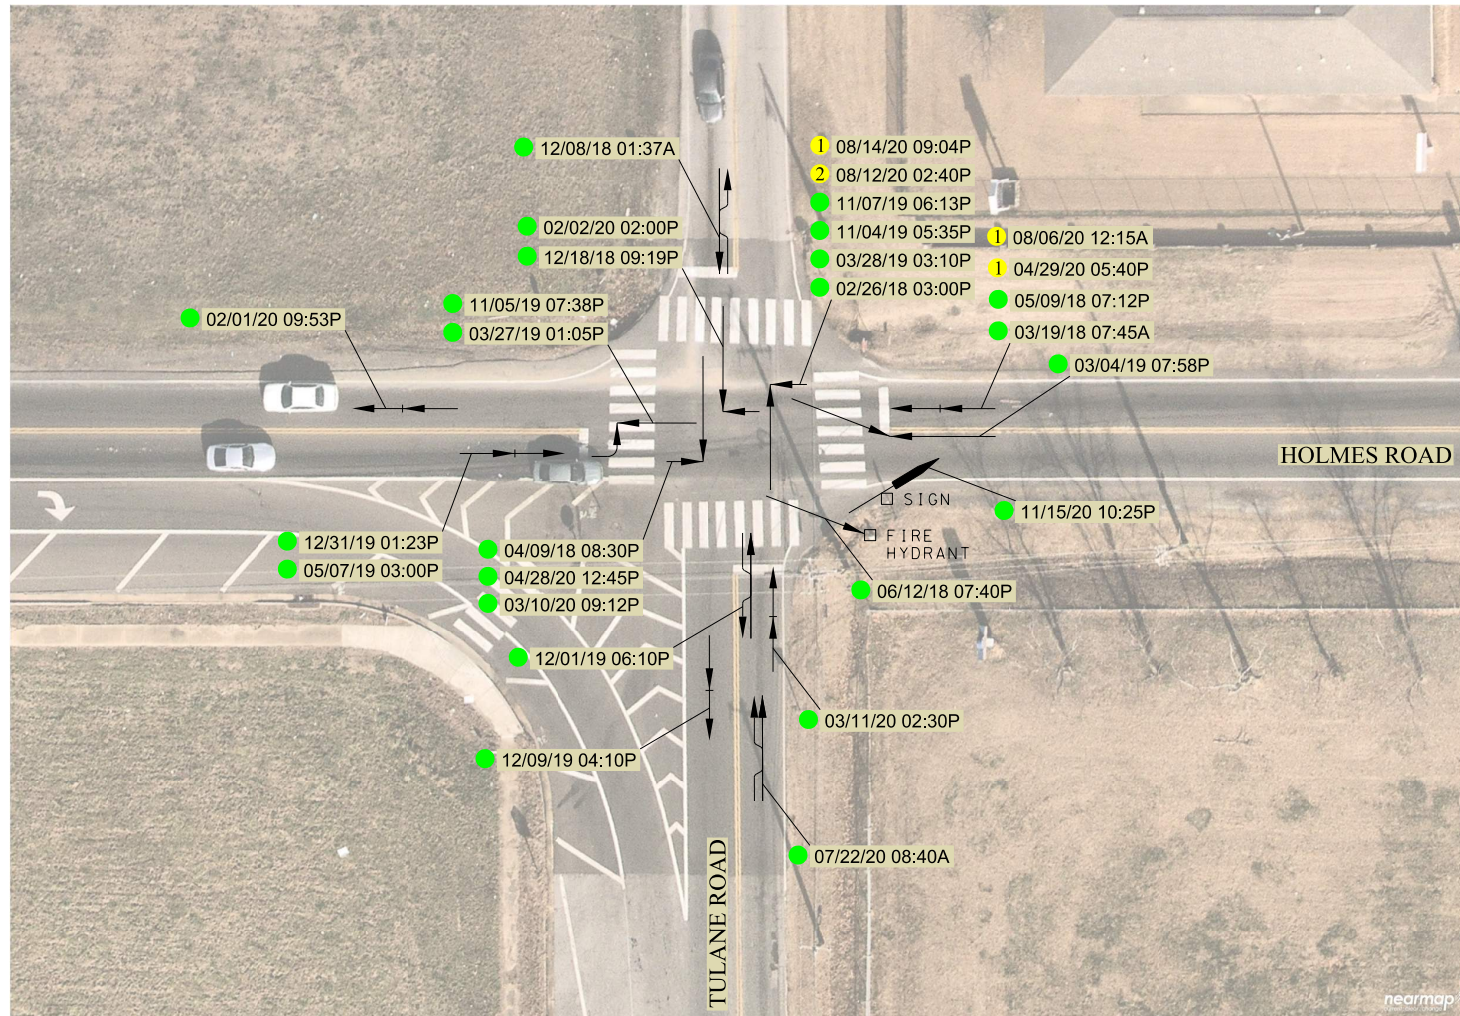 12/08/18 01:37A
02/02/20 02:00P
12/18/18 09:19P
1 08/14/20 09:04P
2 08/12/20 02:40P
11/07/19 06:13P
11/04/19 05:35P
03/28/19 03:10P
02/26/18 03:00P
1 08/06/20 12:15A
1 04/29/20 05:40P
05/09/18 07:12P
03/19/18 07:45A
03/04/19 07:58P
02/01/20 09:53P
11/05/19 07:38P
03/27/19 01:05P
HOLMES ROAD
SIGN
11/15/20 10:25P
FIRE
HYDRANT
12/31/19 01:23P
05/07/19 03:00P
04/09/18 08:30P
04/28/20 12:45P
03/10/20 09:12P
06/12/18 07:40P
12/01/19 06:10P
03/11/20 02:30P
12/09/19 04:10P
07/22/20 08:40A
TULANE ROAD
nearmap